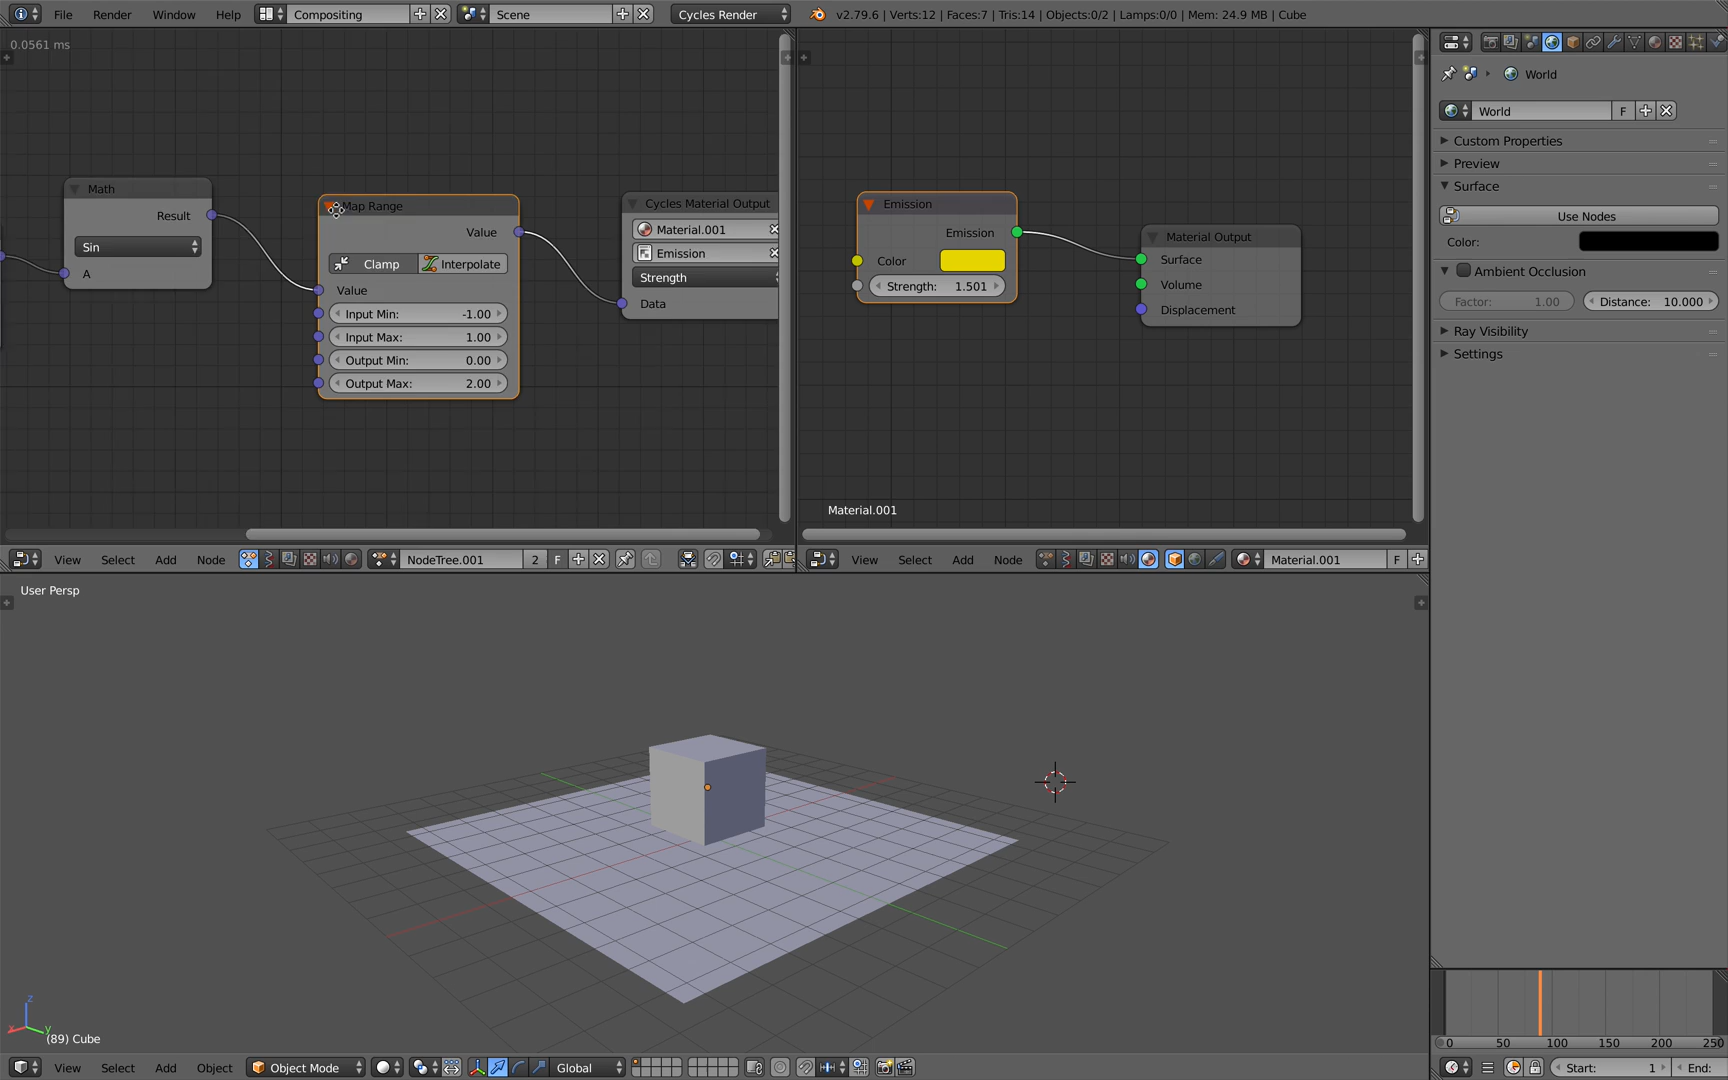 File Render Window Help Compositing Scene Cycles Render v2.79.6 | Verts:12 | Faces:7 | Tris:14 | Objects:0/2 | Lamps:0/0 | Mem: 24.9 MB | Cube
0.0561 ms
Math
Result
Sin
A
Map Range
Value
Clamp Interpolate
Value
Input Min: -1.00
Input Max: 1.00
Output Min: 0.00
Output Max: 2.00
Cycles Material Output
Material.001
Emission
Strength
Data
View Select Add Node NodeTree.001 2 F
Emission
Emission
Color
Strength: 1.501
Material Output
Surface
Volume
Displacement
Material.001
View Select Add Node Material.001 F
World
World F
Custom Properties
Preview
Surface
Use Nodes
Color:
Ambient Occlusion
Factor: 1.00 Distance: 10.000
Ray Visibility
Settings
User Persp
z
x y
(89) Cube
View Select Add Object Object Mode Global
0 50 100 150 200 250
Start: 1 End: